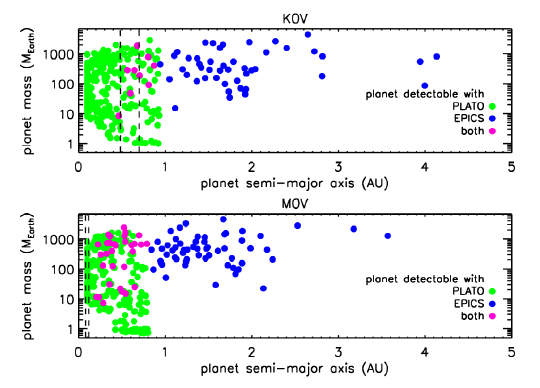 K0V
planet mass (M_Earth)
1000
100
10
1
planet detectable with
PLATO
EPICS
both
0 1 2 3 4 5
planet semi-major axis (AU)
M0V
planet mass (M_Earth)
1000
100
10
1
planet detectable with
PLATO
EPICS
both
0 1 2 3 4 5
planet semi-major axis (AU)